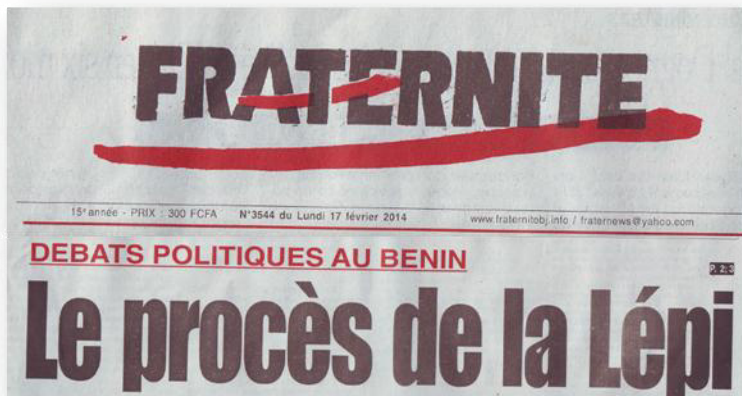 FRATERNITE
15e année - PRIX : 300 FCFA N°3544 du Lundi 17 février 2014 www.fraternitebj.info / fraternews@yahoo.com
DEBATS POLITIQUES AU BENIN
P. 2; 3
Le procès de la Lépi